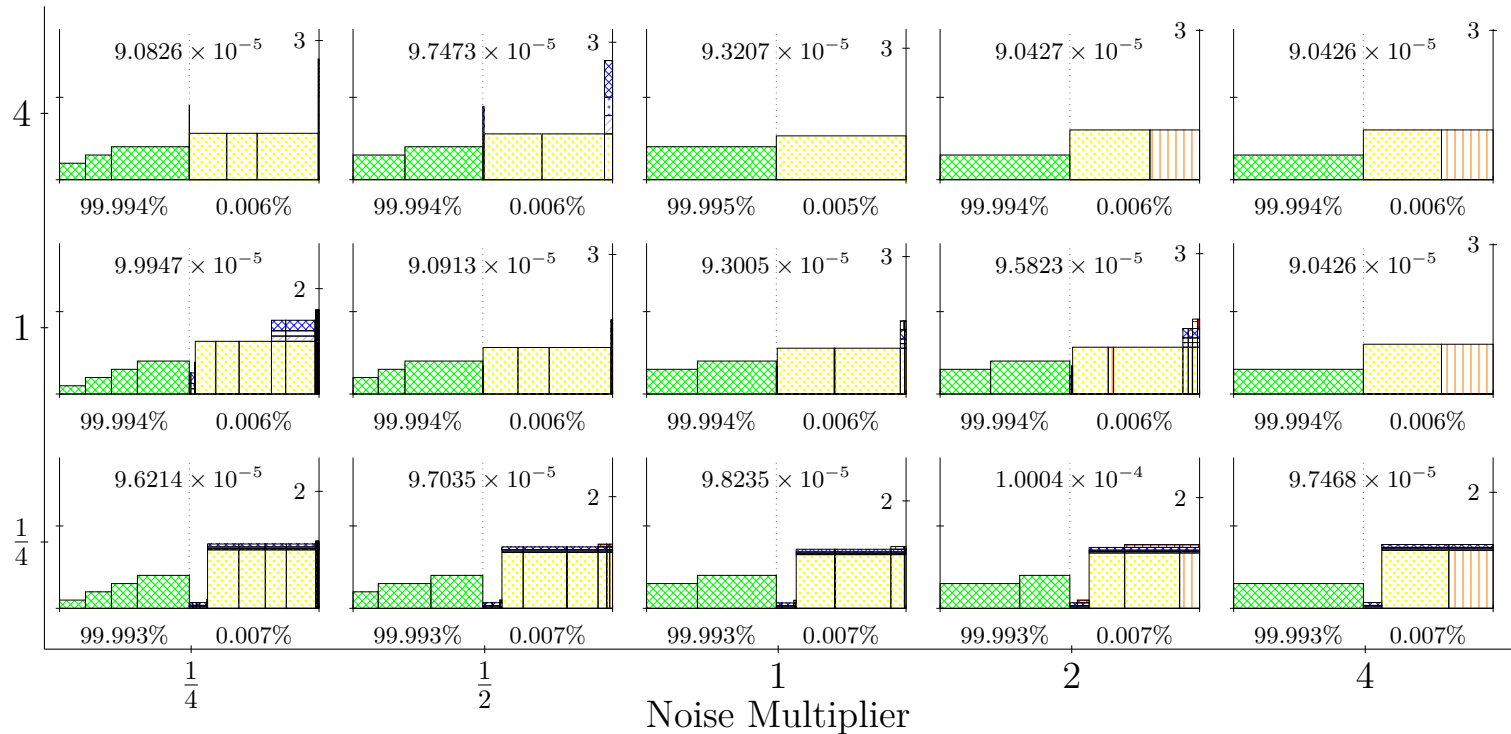 9.0826 × 10⁻⁵ 3 9.7473 × 10⁻⁵ 3 9.3207 × 10⁻⁵ 3 9.0427 × 10⁻⁵ 3 9.0426 × 10⁻⁵ 3
4
99.994% 0.006% 99.994% 0.006% 99.995% 0.005% 99.994% 0.006% 99.994% 0.006%
9.9947 × 10⁻⁵ 2 9.0913 × 10⁻⁵ 3 9.3005 × 10⁻⁵ 3 9.5823 × 10⁻⁵ 3 9.0426 × 10⁻⁵ 3
1
99.994% 0.006% 99.994% 0.006% 99.994% 0.006% 99.994% 0.006% 99.994% 0.006%
9.6214 × 10⁻⁵ 2 9.7035 × 10⁻⁵ 2 9.8235 × 10⁻⁵ 2 1.0004 × 10⁻⁴ 2 9.7468 × 10⁻⁵ 2
1/4
99.993% 0.007% 99.993% 0.007% 99.993% 0.007% 99.993% 0.007% 99.993% 0.007%
1/4 1/2 1 2 4
Noise Multiplier